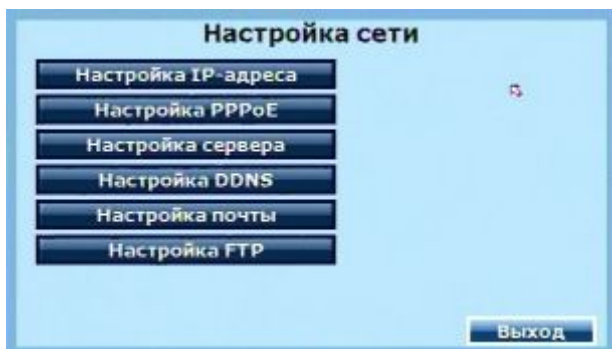 Настройка сети
Настройка IP-адреса
Настройка PPPoE
Настройка сервера
Настройка DDNS
Настройка почты
Настройка FTP
Выход